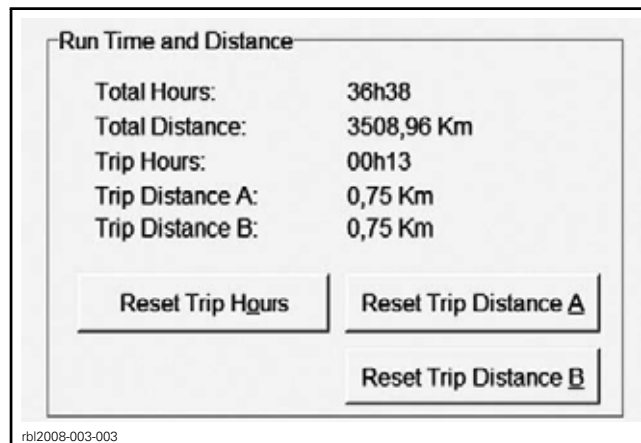 Run Time and Distance
Total Hours: 36h38
Total Distance: 3508,96 Km
Trip Hours: 00h13
Trip Distance A: 0,75 Km
Trip Distance B: 0,75 Km
Reset Trip Hours Reset Trip Distance A
Reset Trip Distance B
rbl2008-003-003